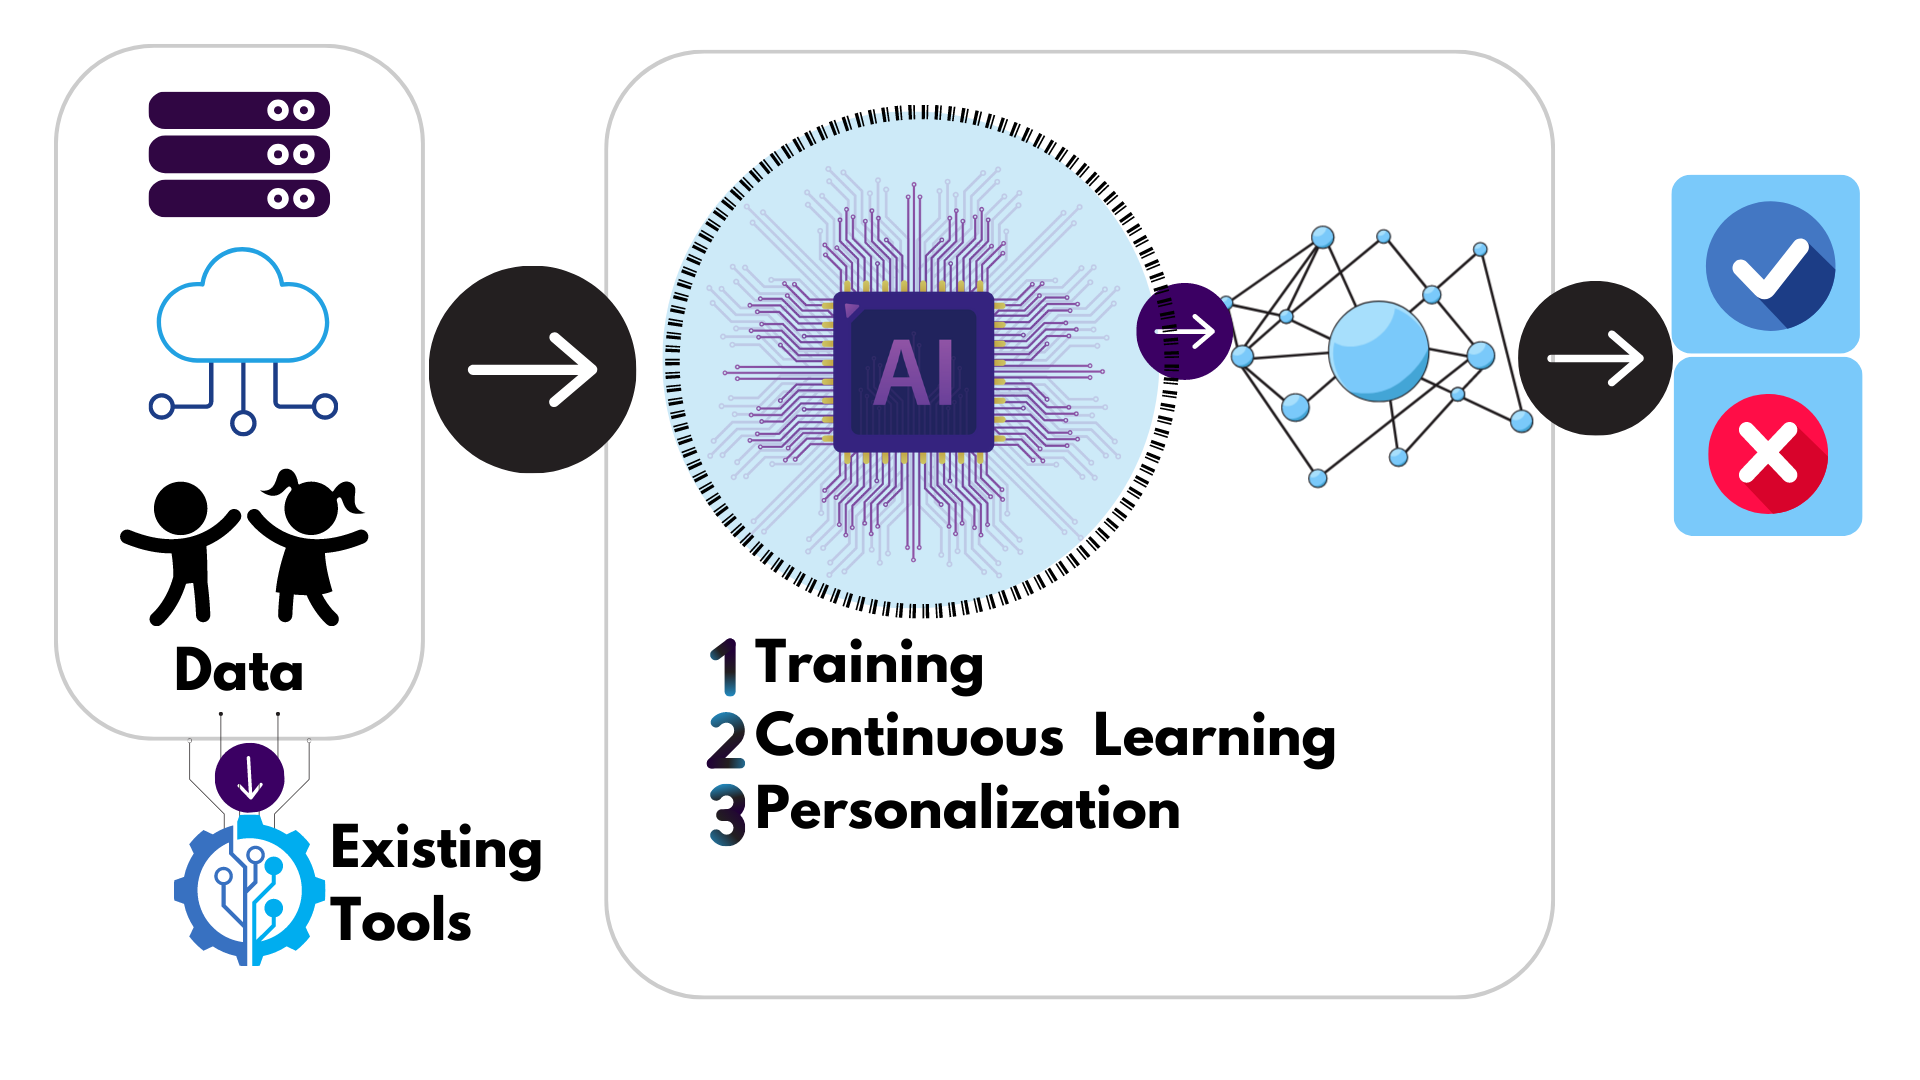 Data
Existing
Tools
AI
1 Training
2 Continuous Learning
3 Personalization